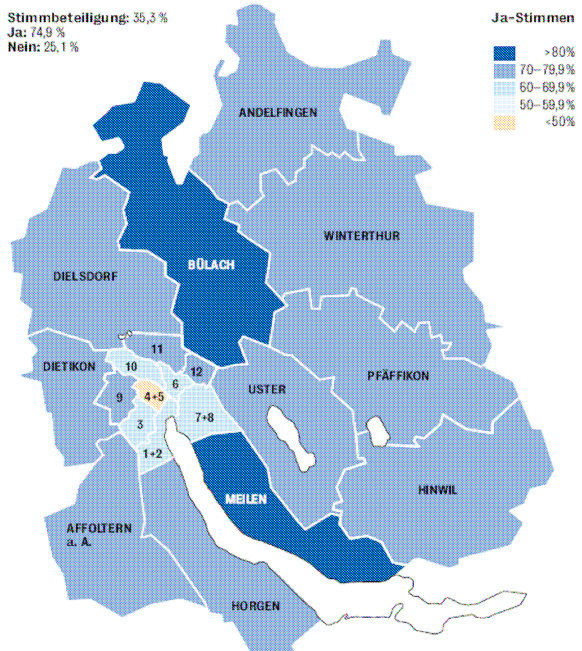 Stimmbeteiligung: 35,3 %
Ja: 74,9 %
Nein: 25,1 %
Ja-Stimmen
>80%
70–79,9%
60–69,9%
50–59,9%
<50%
ANDELFINGEN
WINTERTHUR
BÜLACH
DIELSDORF
11
DIETIKON
10
12
6
PFÄFFIKON
USTER
9
4+5
7+8
3
1+2
HINWIL
MEILEN
AFFOLTERN
a. A.
HORGEN